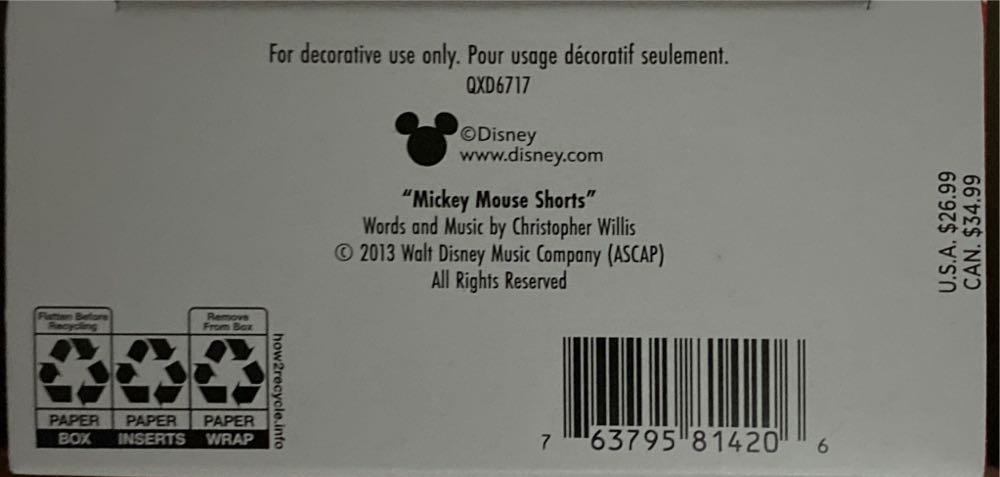 For decorative use only. Pour usage décoratif seulement.
QXD6717
©Disney
www.disney.com
"Mickey Mouse Shorts"
Words and Music by Christopher Willis
© 2013 Walt Disney Music Company (ASCAP)
All Rights Reserved
U.S.A. $26.99
CAN. $34.99
Flatten Before
Recycling
Remove
From Box
PAPER PAPER PAPER
BOX INSERTS WRAP
how2recycle.info
7 63795 81420 6